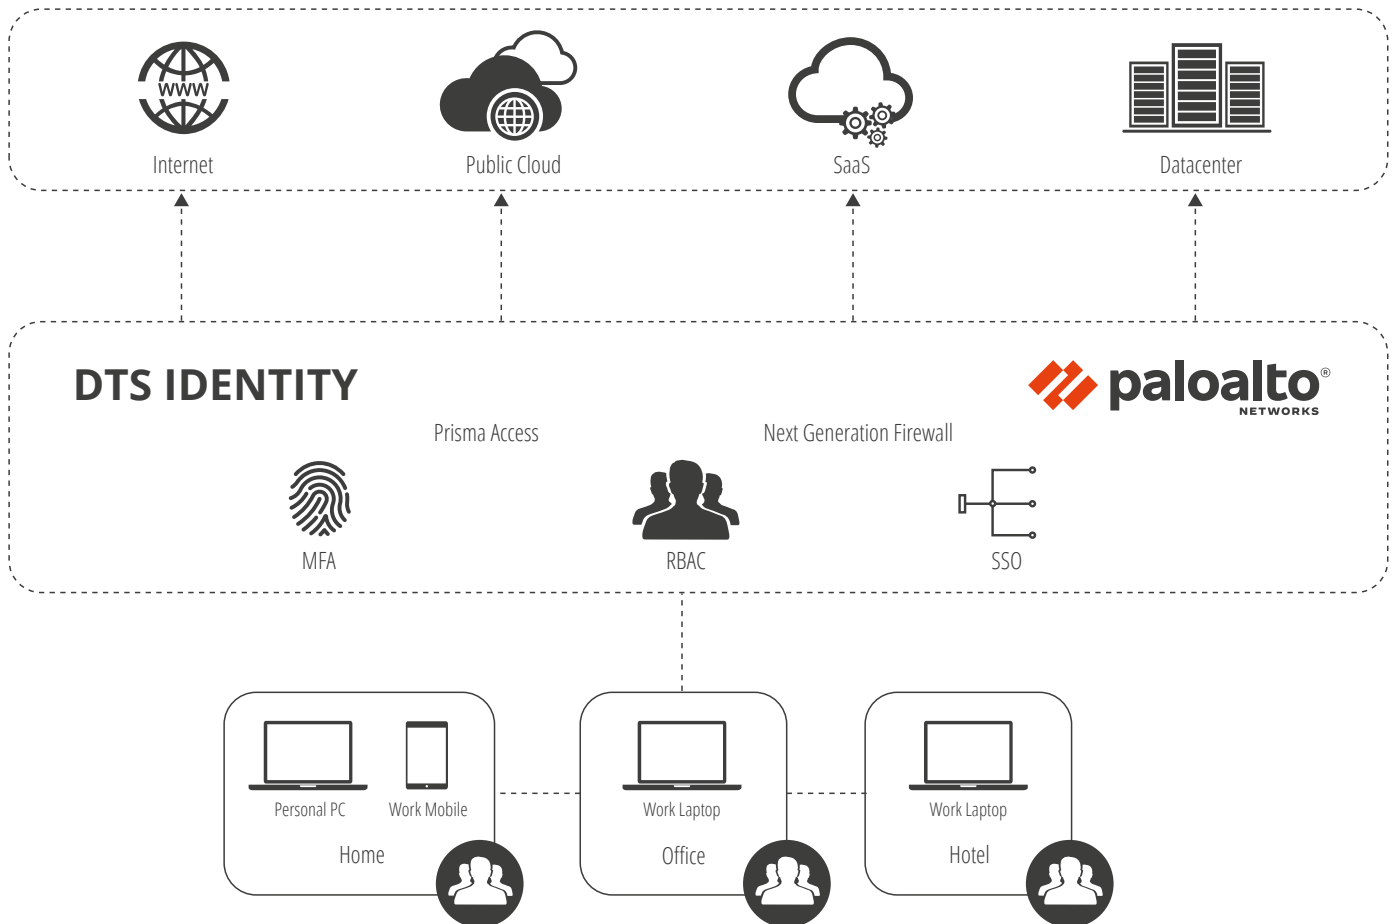 WWW
Internet
Public Cloud
SaaS
Datacenter
DTS IDENTITY
paloalto®
NETWORKS
Prisma Access
Next Generation Firewall
MFA
RBAC
SSO
Personal PC
Work Mobile
Home
Work Laptop
Office
Work Laptop
Hotel